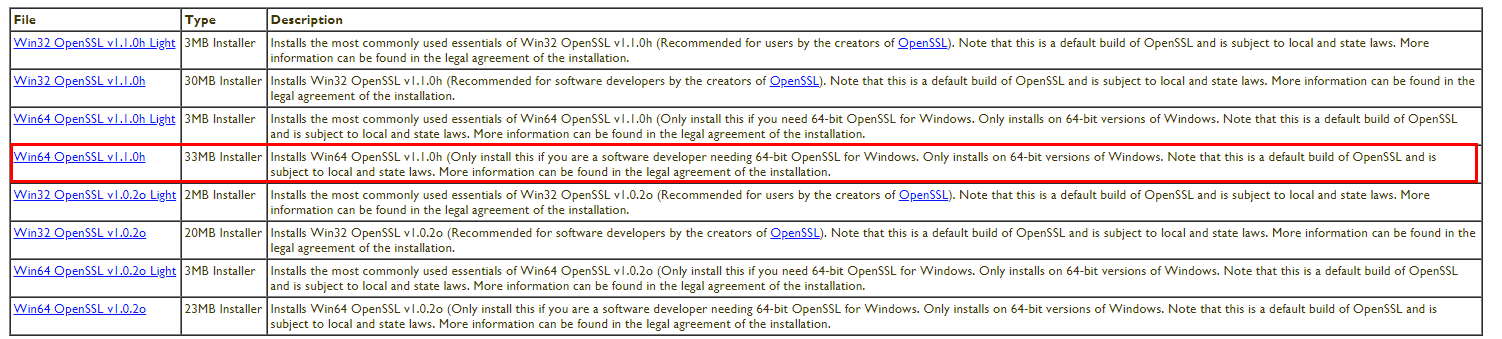 File Type Description
Win32 OpenSSL v1.1.0h Light 3MB Installer Installs the most commonly used essentials of Win32 OpenSSL v1.1.0h (Recommended for users by the creators of OpenSSL). Note that this is a default build of OpenSSL and is subject to local and state laws. More
information can be found in the legal agreement of the installation.
Win32 OpenSSL v1.1.0h 30MB Installer Installs Win32 OpenSSL v1.1.0h (Recommended for software developers by the creators of OpenSSL). Note that this is a default build of OpenSSL and is subject to local and state laws. More information can be found in the
legal agreement of the installation.
Win64 OpenSSL v1.1.0h Light 3MB Installer Installs the most commonly used essentials of Win64 OpenSSL v1.1.0h (Only install this if you need 64-bit OpenSSL for Windows. Only installs on 64-bit versions of Windows. Note that this is a default build of OpenSSL
and is subject to local and state laws. More information can be found in the legal agreement of the installation.
Win64 OpenSSL v1.1.0h 33MB Installer Installs Win64 OpenSSL v1.1.0h (Only install this if you are a software developer needing 64-bit OpenSSL for Windows. Only installs on 64-bit versions of Windows. Note that this is a default build of OpenSSL and is
subject to local and state laws. More information can be found in the legal agreement of the installation.
Win32 OpenSSL v1.0.2o Light 2MB Installer Installs the most commonly used essentials of Win32 OpenSSL v1.0.2o (Recommended for users by the creators of OpenSSL). Note that this is a default build of OpenSSL and is subject to local and state laws. More
information can be found in the legal agreement of the installation.
Win32 OpenSSL v1.0.2o 20MB Installer Installs Win32 OpenSSL v1.0.2o (Recommended for software developers by the creators of OpenSSL). Note that this is a default build of OpenSSL and is subject to local and state laws. More information can be found in the
legal agreement of the installation.
Win64 OpenSSL v1.0.2o Light 3MB Installer Installs the most commonly used essentials of Win64 OpenSSL v1.0.2o (Only install this if you need 64-bit OpenSSL for Windows. Only installs on 64-bit versions of Windows. Note that this is a default build of OpenSSL
and is subject to local and state laws. More information can be found in the legal agreement of the installation.
Win64 OpenSSL v1.0.2o 23MB Installer Installs Win64 OpenSSL v1.0.2o (Only install this if you are a software developer needing 64-bit OpenSSL for Windows. Only installs on 64-bit versions of Windows. Note that this is a default build of OpenSSL and is
subject to local and state laws. More information can be found in the legal agreement of the installation.